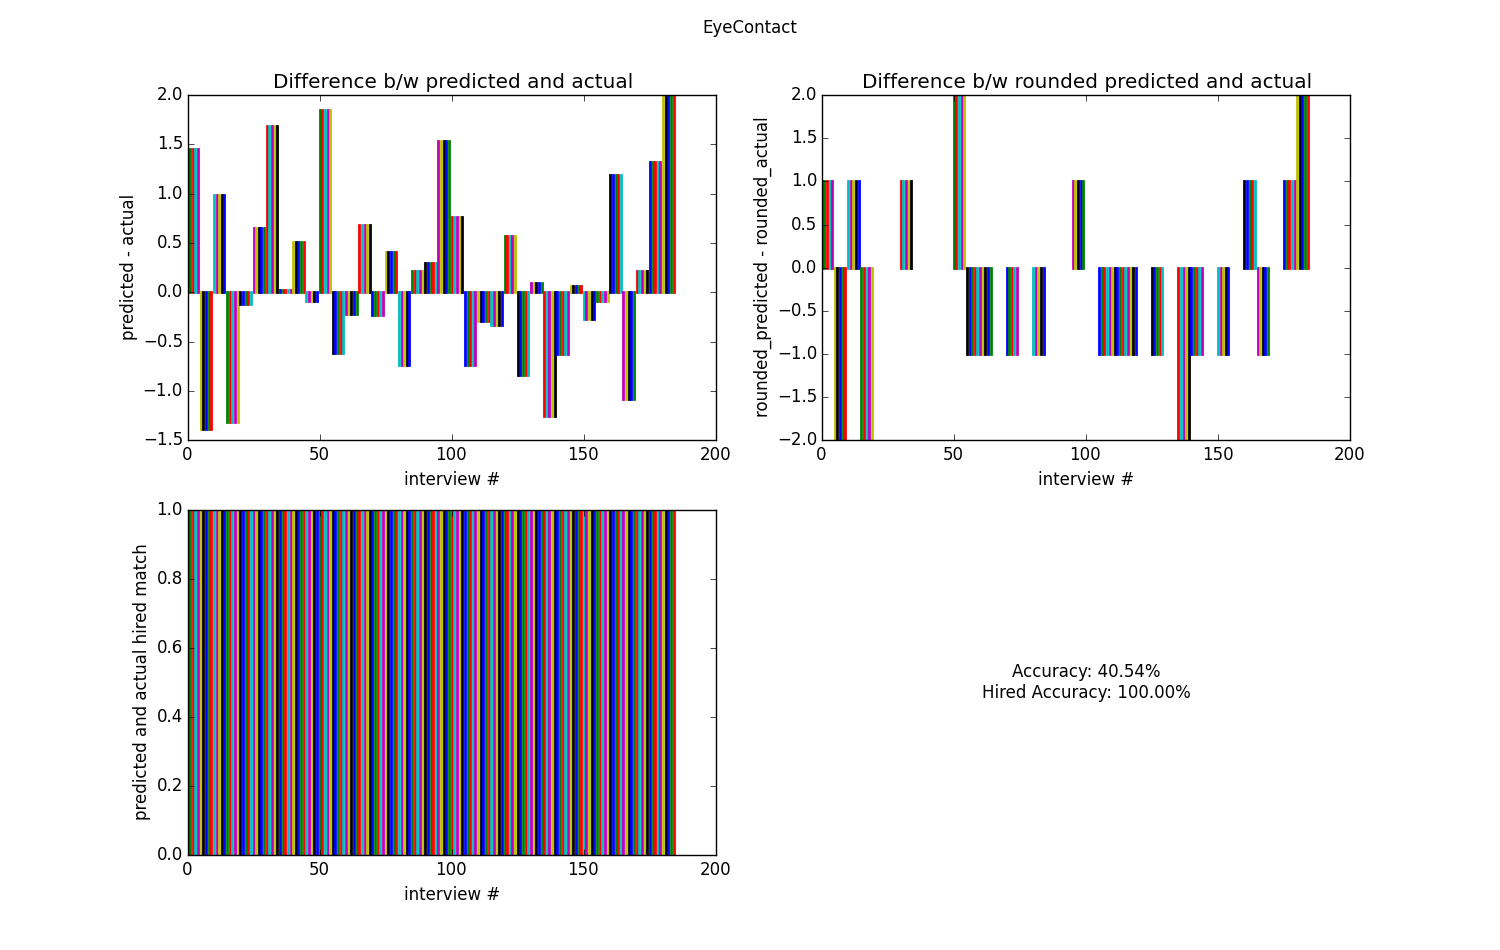 EyeContact
Difference b/w predicted and actual
predicted - actual
2.0
1.5
1.0
0.5
0.0
−0.5
−1.0
−1.5
0 50 100 150 200
interview #
Difference b/w rounded predicted and actual
rounded_predicted - rounded_actual
2.0
1.5
1.0
0.5
0.0
−0.5
−1.0
−1.5
−2.0
0 50 100 150 200
interview #
predicted and actual hired match
1.0
0.8
0.6
0.4
0.2
0.0
0 50 100 150 200
interview #
Accuracy: 40.54%
Hired Accuracy: 100.00%